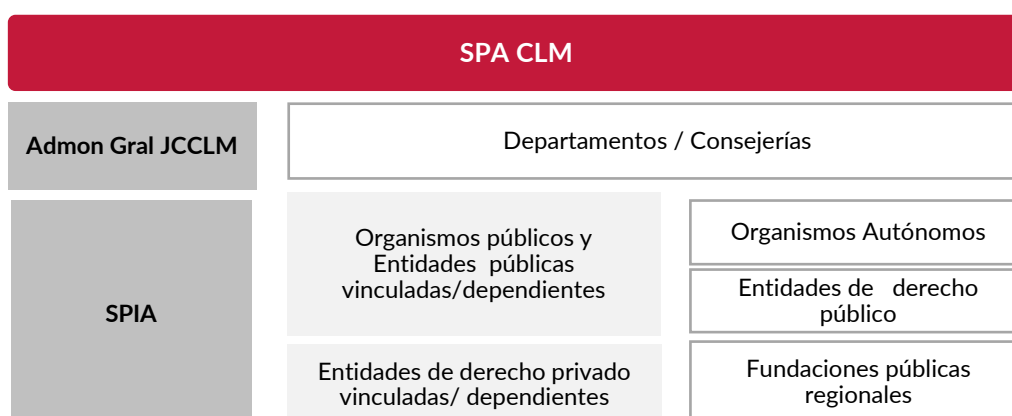 SPA CLM
Admon Gral JCCLM
Departamentos / Consejerías
SPIA
Organismos públicos y
Entidades públicas
vinculadas/dependientes
Organismos Autónomos
Entidades de derecho
público
Entidades de derecho privado
vinculadas/ dependientes
Fundaciones públicas
regionales